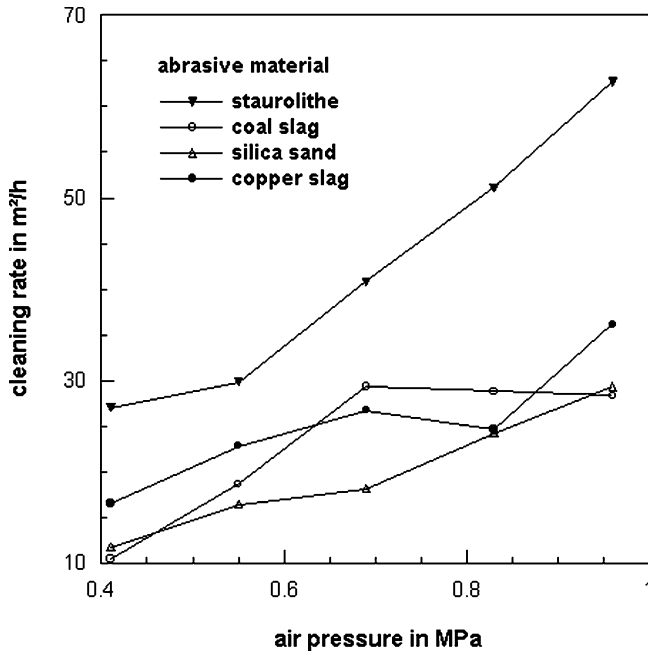 70
50
30
10
cleaning rate in m²/h
abrasive material
staurolithe
coal slag
silica sand
copper slag
0.4
0.6
0.8
1
air pressure in MPa